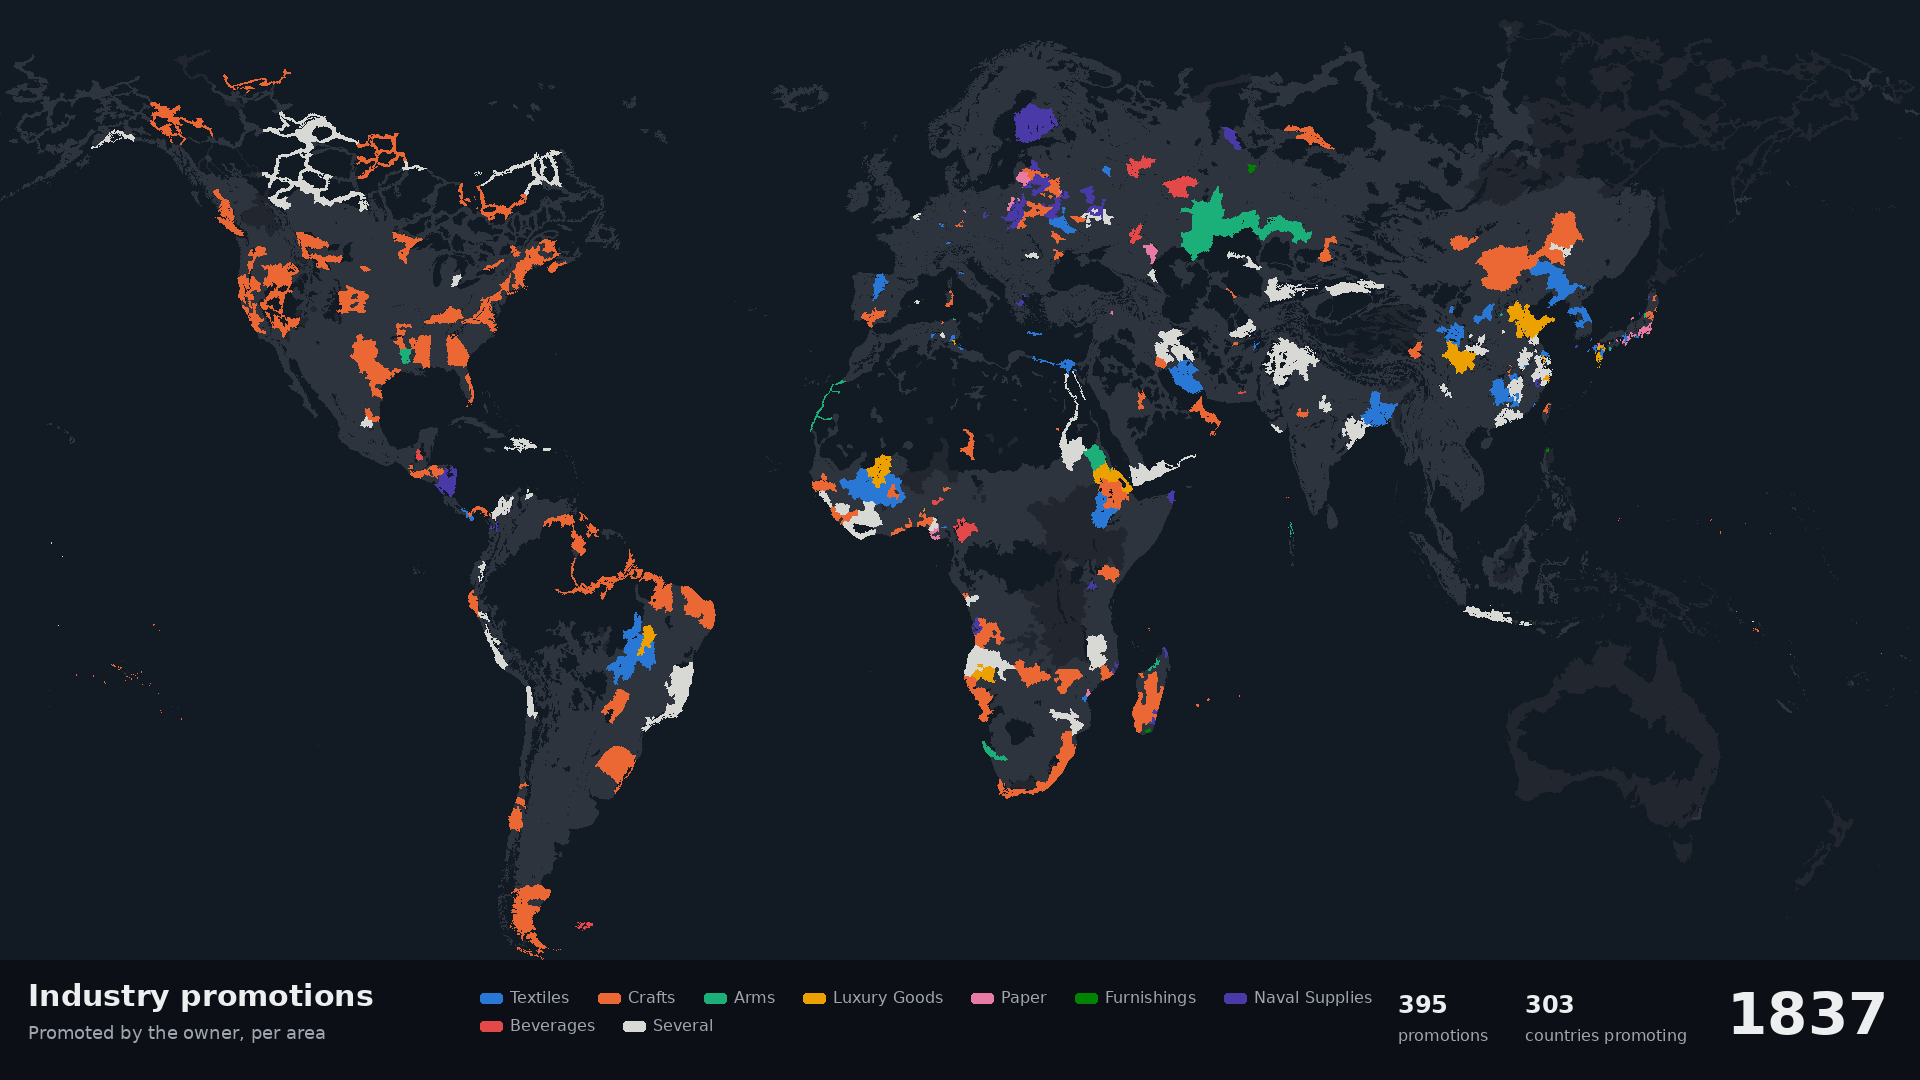 Industry promotions
Promoted by the owner, per area
Textiles Crafts Arms Luxury Goods Paper Furnishings Naval Supplies
Beverages Several
395
promotions
303
countries promoting
1837